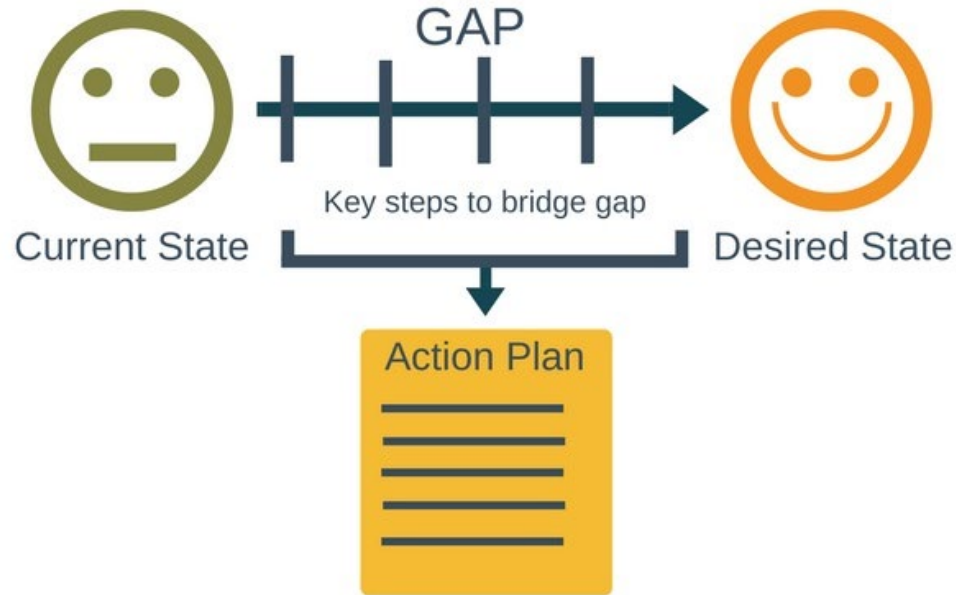 GAP
Key steps to bridge gap
Current State
Desired State
Action Plan